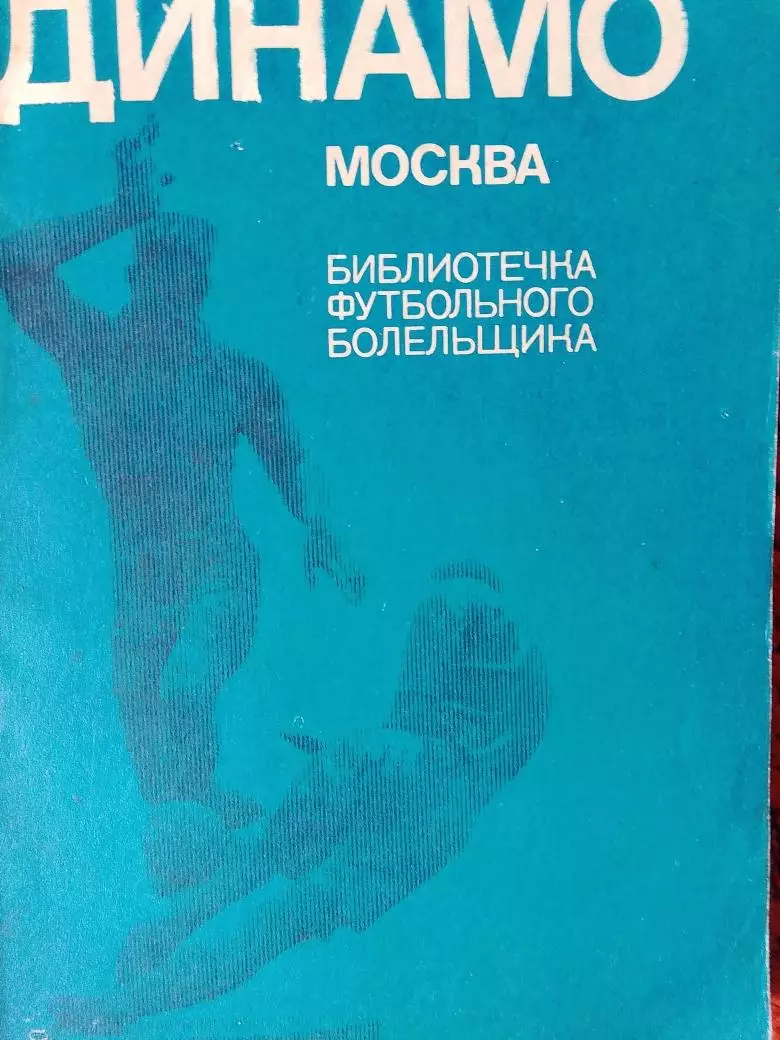 ДИНАМО
МОСКВА
БИБЛИОТЕЧКА
ФУТБОЛЬНОГО
БОЛЕЛЬЩИКА